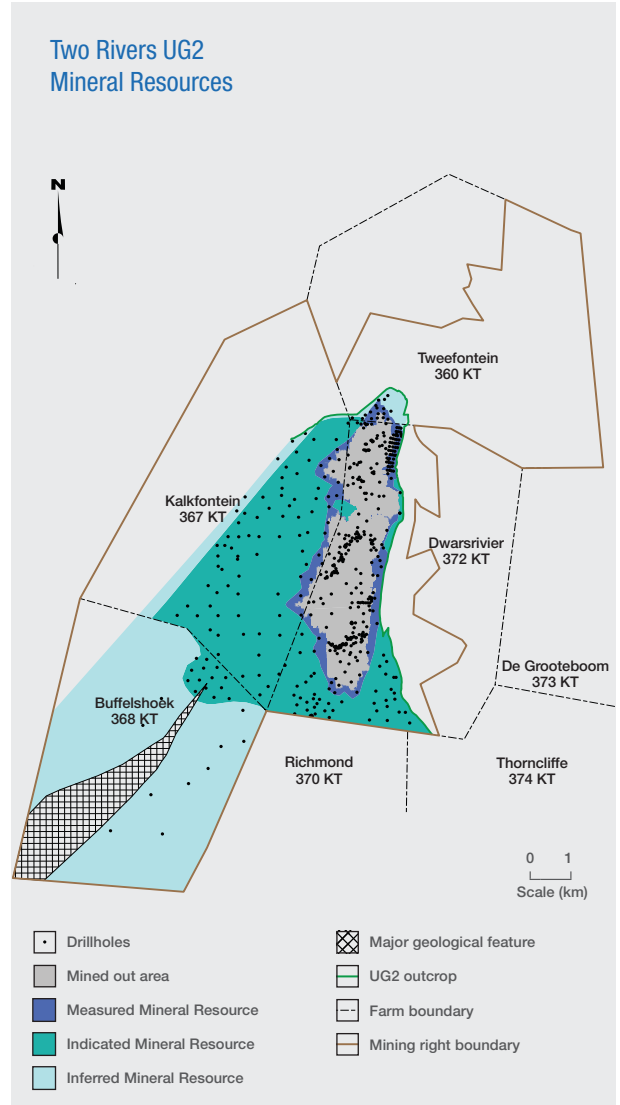 Two Rivers UG2
Mineral Resources
N
Tweefontein
360 KT
Kalkfontein
367 KT
Dwarsrivier
372 KT
De Grooteboom
373 KT
Buffelshoek
368 KT
Richmond
370 KT
Thorncliffe
374 KT
0 1
Scale (km)
Drillholes
Mined out area
Measured Mineral Resource
Indicated Mineral Resource
Inferred Mineral Resource
Major geological feature
UG2 outcrop
Farm boundary
Mining right boundary